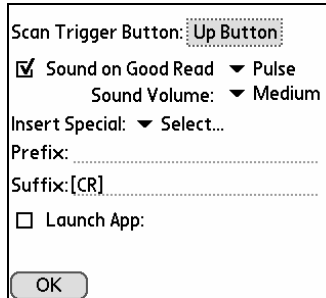 Scan Trigger Button: Up Button
Sound on Good Read Pulse
Sound Volume: Medium
Insert Special: Select...
Prefix:
Suffix:[CR]
Launch App:
OK